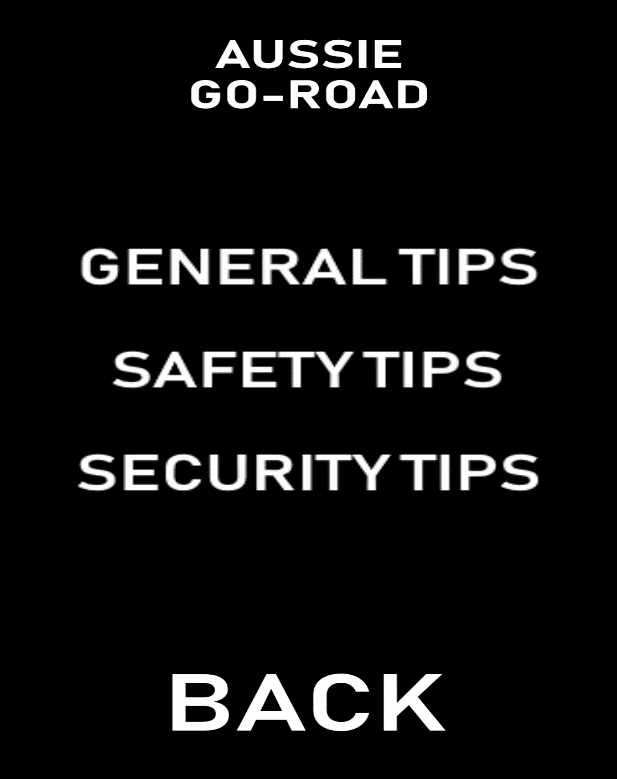 AUSSIE
GO-ROAD
GENERAL TIPS
SAFETY TIPS
SECURITY TIPS
BACK